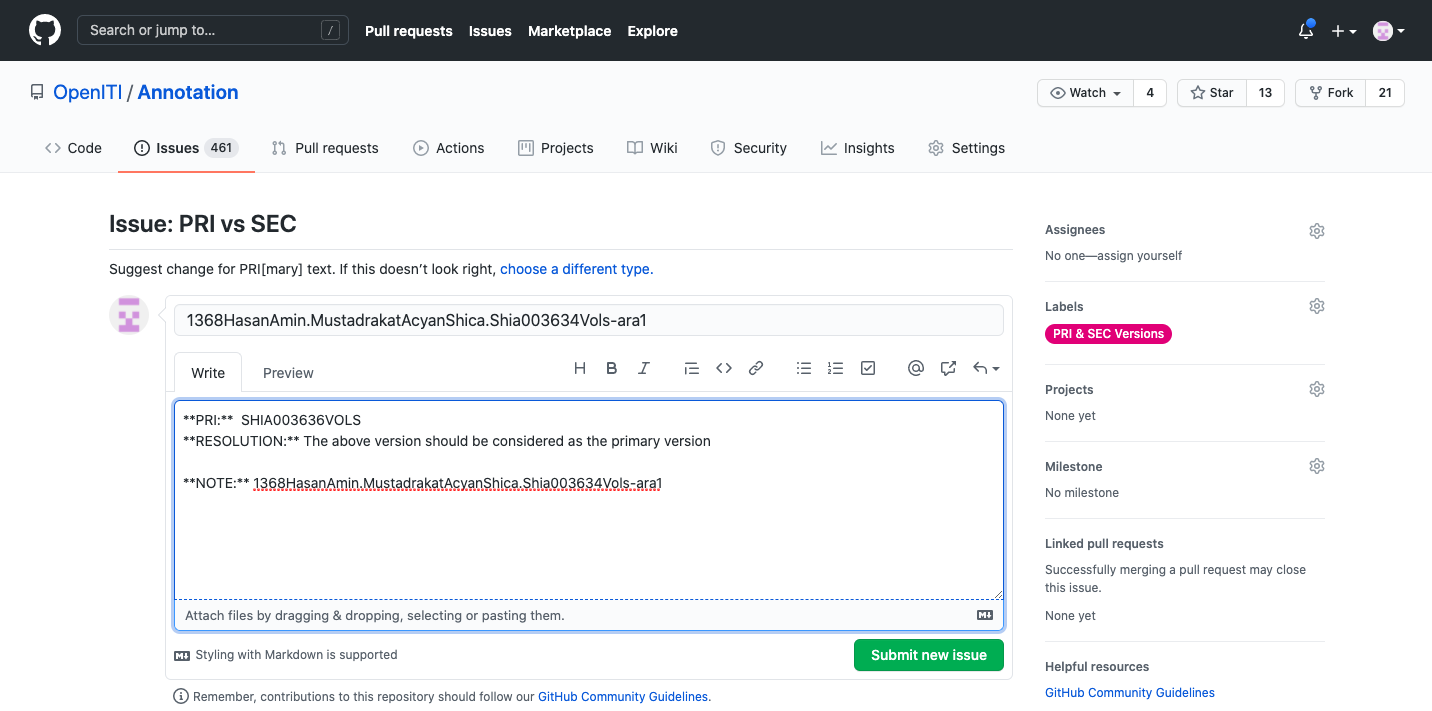 Search or jump to... /
Pull requests Issues Marketplace Explore
OpenITI / Annotation
Watch 4 Star 13 Fork 21
Code Issues 461 Pull requests Actions Projects Wiki Security Insights Settings
Issue: PRI vs SEC
Suggest change for PRI[mary] text. If this doesn't look right, choose a different type.
1368HasanAmin.MustadrakatAcyanShica.Shia003634Vols-ara1
Write Preview
**PRI:** SHIA003636VOLS
**RESOLUTION:** The above version should be considered as the primary version
**NOTE:** 1368HasanAmin.MustadrakatAcyanShica.Shia003634Vols-ara1
Attach files by dragging & dropping, selecting or pasting them.
Styling with Markdown is supported
Submit new issue
Remember, contributions to this repository should follow our GitHub Community Guidelines.
Assignees
No one—assign yourself
Labels
PRI & SEC Versions
Projects
None yet
Milestone
No milestone
Linked pull requests
Successfully merging a pull request may close
this issue.
None yet
Helpful resources
GitHub Community Guidelines